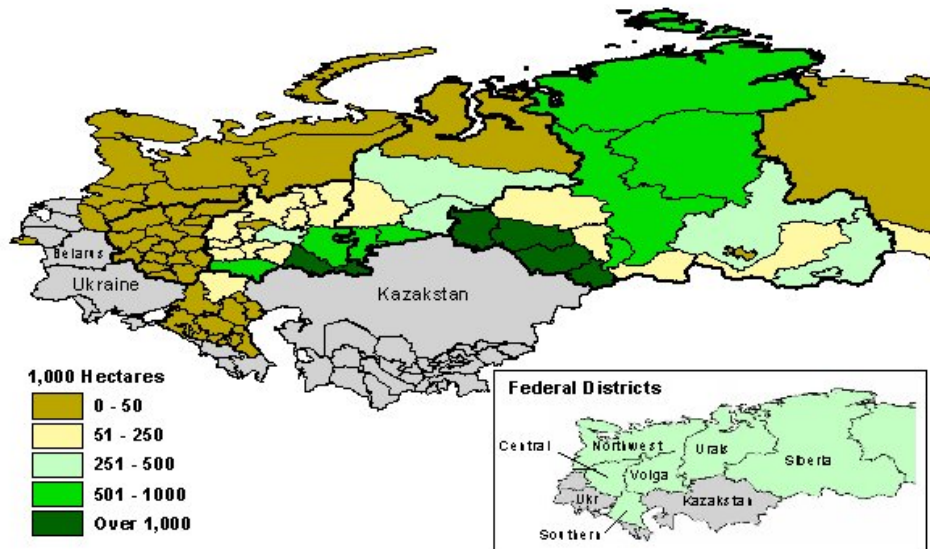 Belarus
Ukraine
Kazakstan
1,000 Hectares
0 - 50
51 - 250
251 - 500
501 - 1000
Over 1,000
Federal Districts
Central
Northwest
Volga
Urals
Siberia
Ukr
Kazakstan
Southern